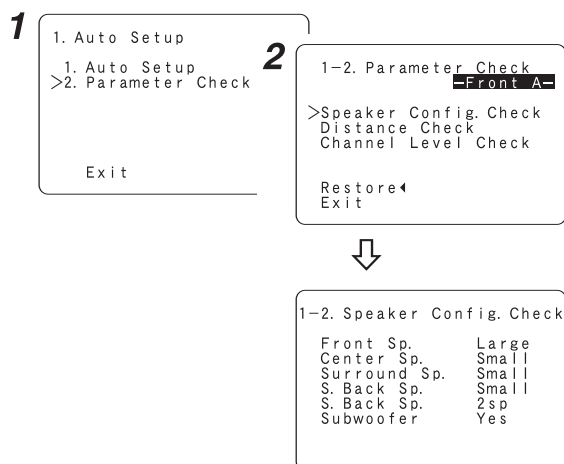 1
1. Auto Setup
1. Auto Setup
>2. Parameter Check
Exit
2
1-2. Parameter Check
-Front A-
>Speaker Config. Check
Distance Check
Channel Level Check
Restore◀
Exit
1-2. Speaker Config. Check
Front Sp. Large
Center Sp. Small
Surround Sp. Small
S. Back Sp. Small
S. Back Sp. 2sp
Subwoofer Yes